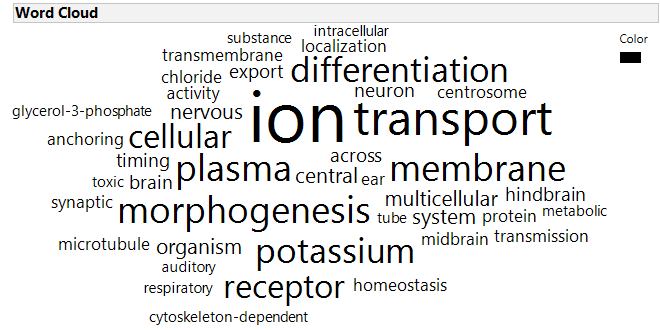 Word Cloud
Color
substance intracellular
transmembrane localization
chloride export differentiation
activity neuron centrosome
glycerol-3-phosphate nervous ion transport
anchoring cellular
timing plasma across membrane
toxic brain central ear
synaptic morphogenesis multicellular hindbrain
tube system protein metabolic
microtubule organism potassium midbrain transmission
auditory
respiratory receptor homeostasis
cytoskeleton-dependent